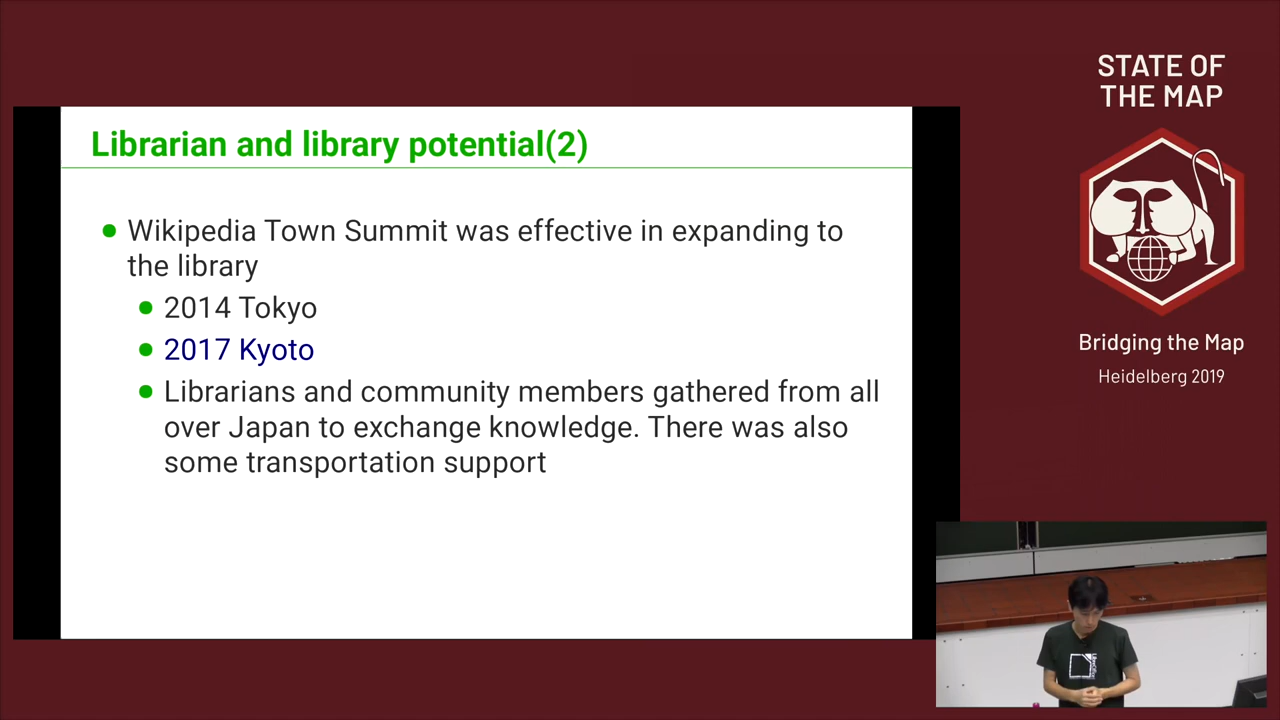 Librarian and library potential(2)
Wikipedia Town Summit was effective in expanding to
the library
2014 Tokyo
2017 Kyoto
Librarians and community members gathered from all
over Japan to exchange knowledge. There was also
some transportation support
STATE OF
THE MAP
Bridging the Map
Heidelberg 2019